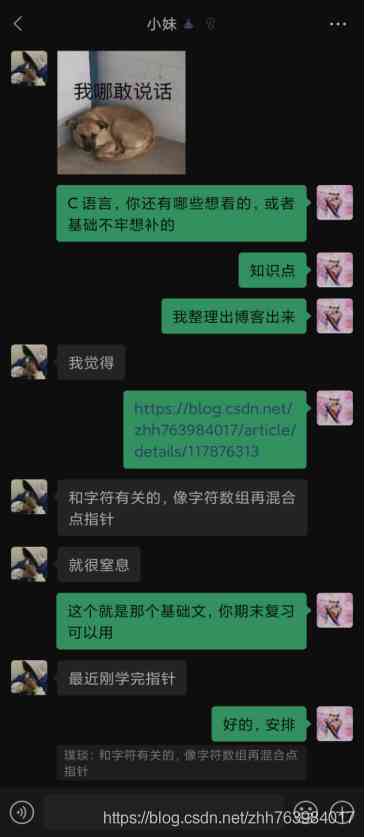 小妹
我哪敢说话
C语言，你还有哪些想看的，或者
基础不牢想补的
知识点
我整理出博客出来
我觉得
https://blog.csdn.net/
zhh763984017/article/
details/117876313
和字符有关的，像字符数组再混合
点指针
就很窒息
这个就是那个基础文，你期末复习
可以用
最近刚学完指针
好的，安排
璞琰：和字符有关的，像字符数组再混合点
指针
https://blog.csdn.net/zhh763984017